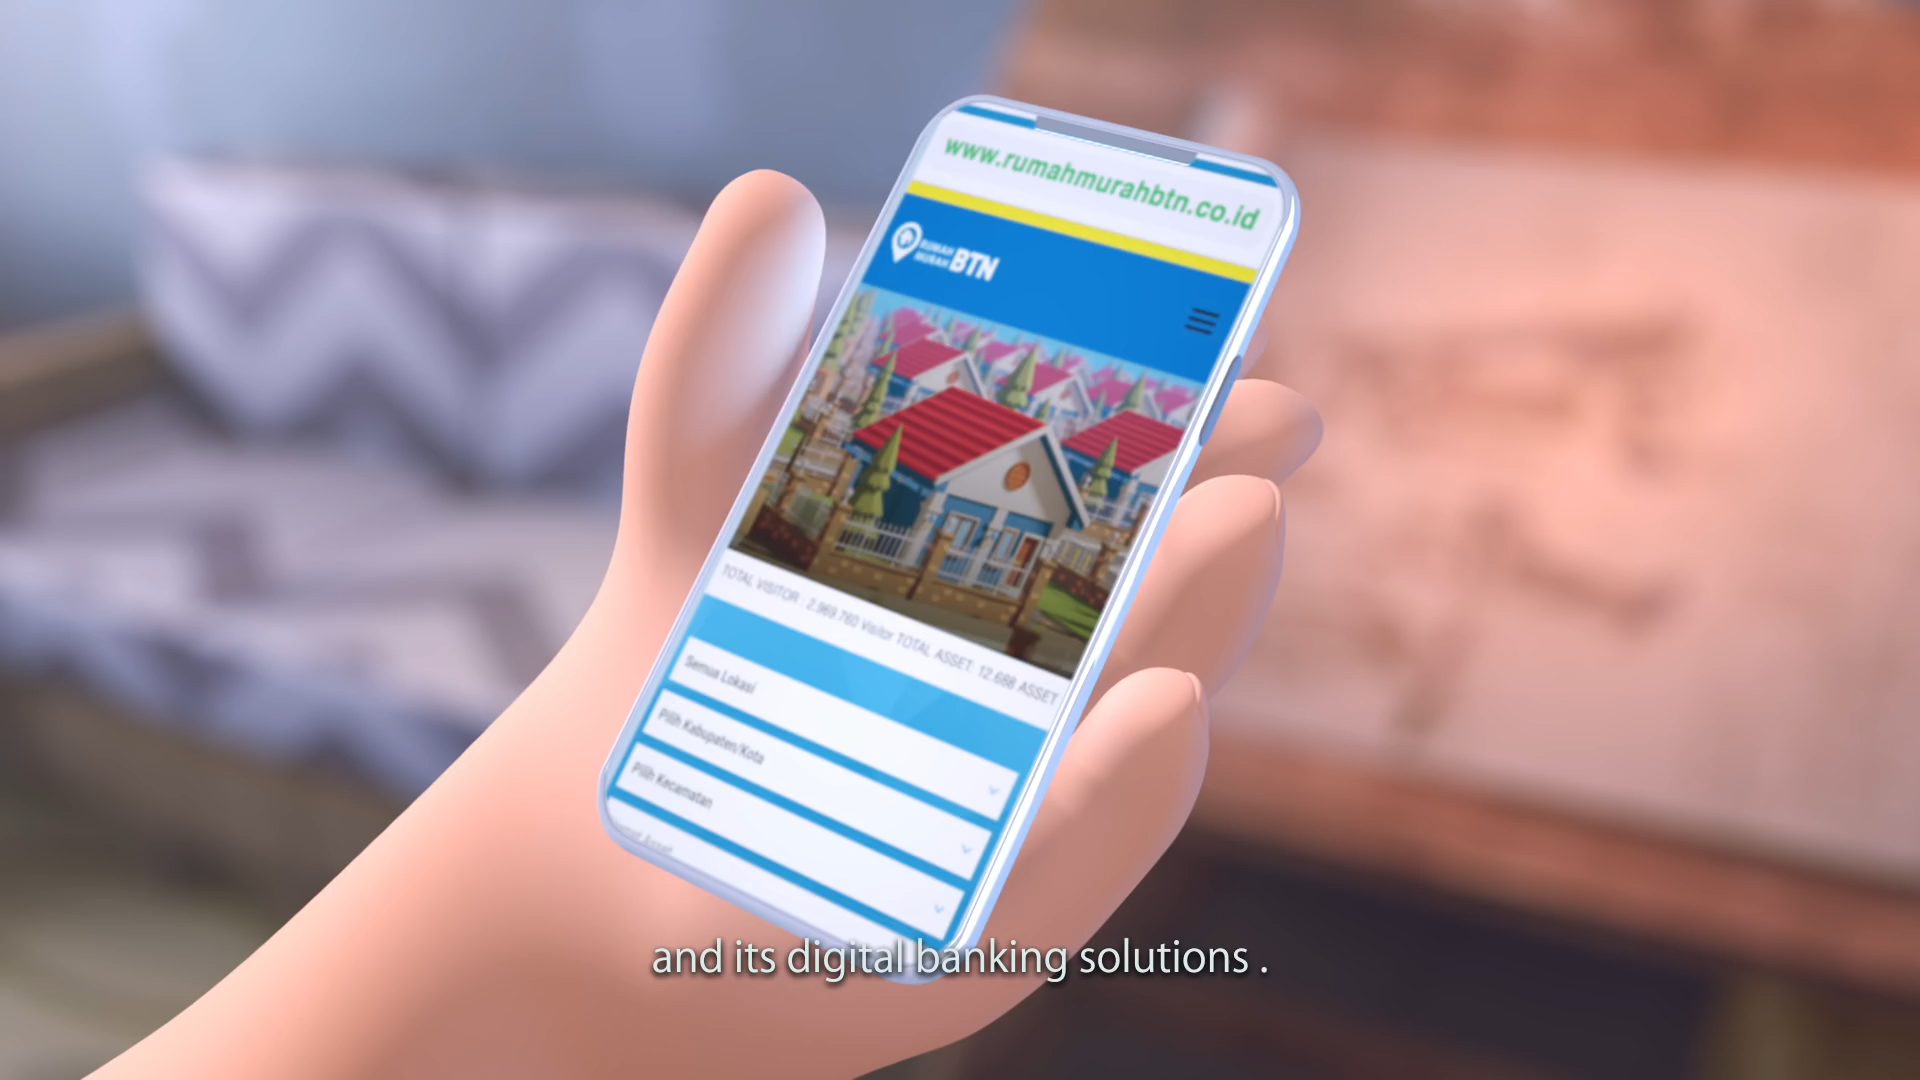 www.rumahmurahbtn.co.id
RUMAH
MURAH BTN
TOTAL VISITOR : 2.969.760 Visitor TOTAL ASSET: 12.688 ASSET
Semua Lokasi
Pilih Kabupaten/Kota
Pilih Kecamatan
Asset
and its digital banking solutions .